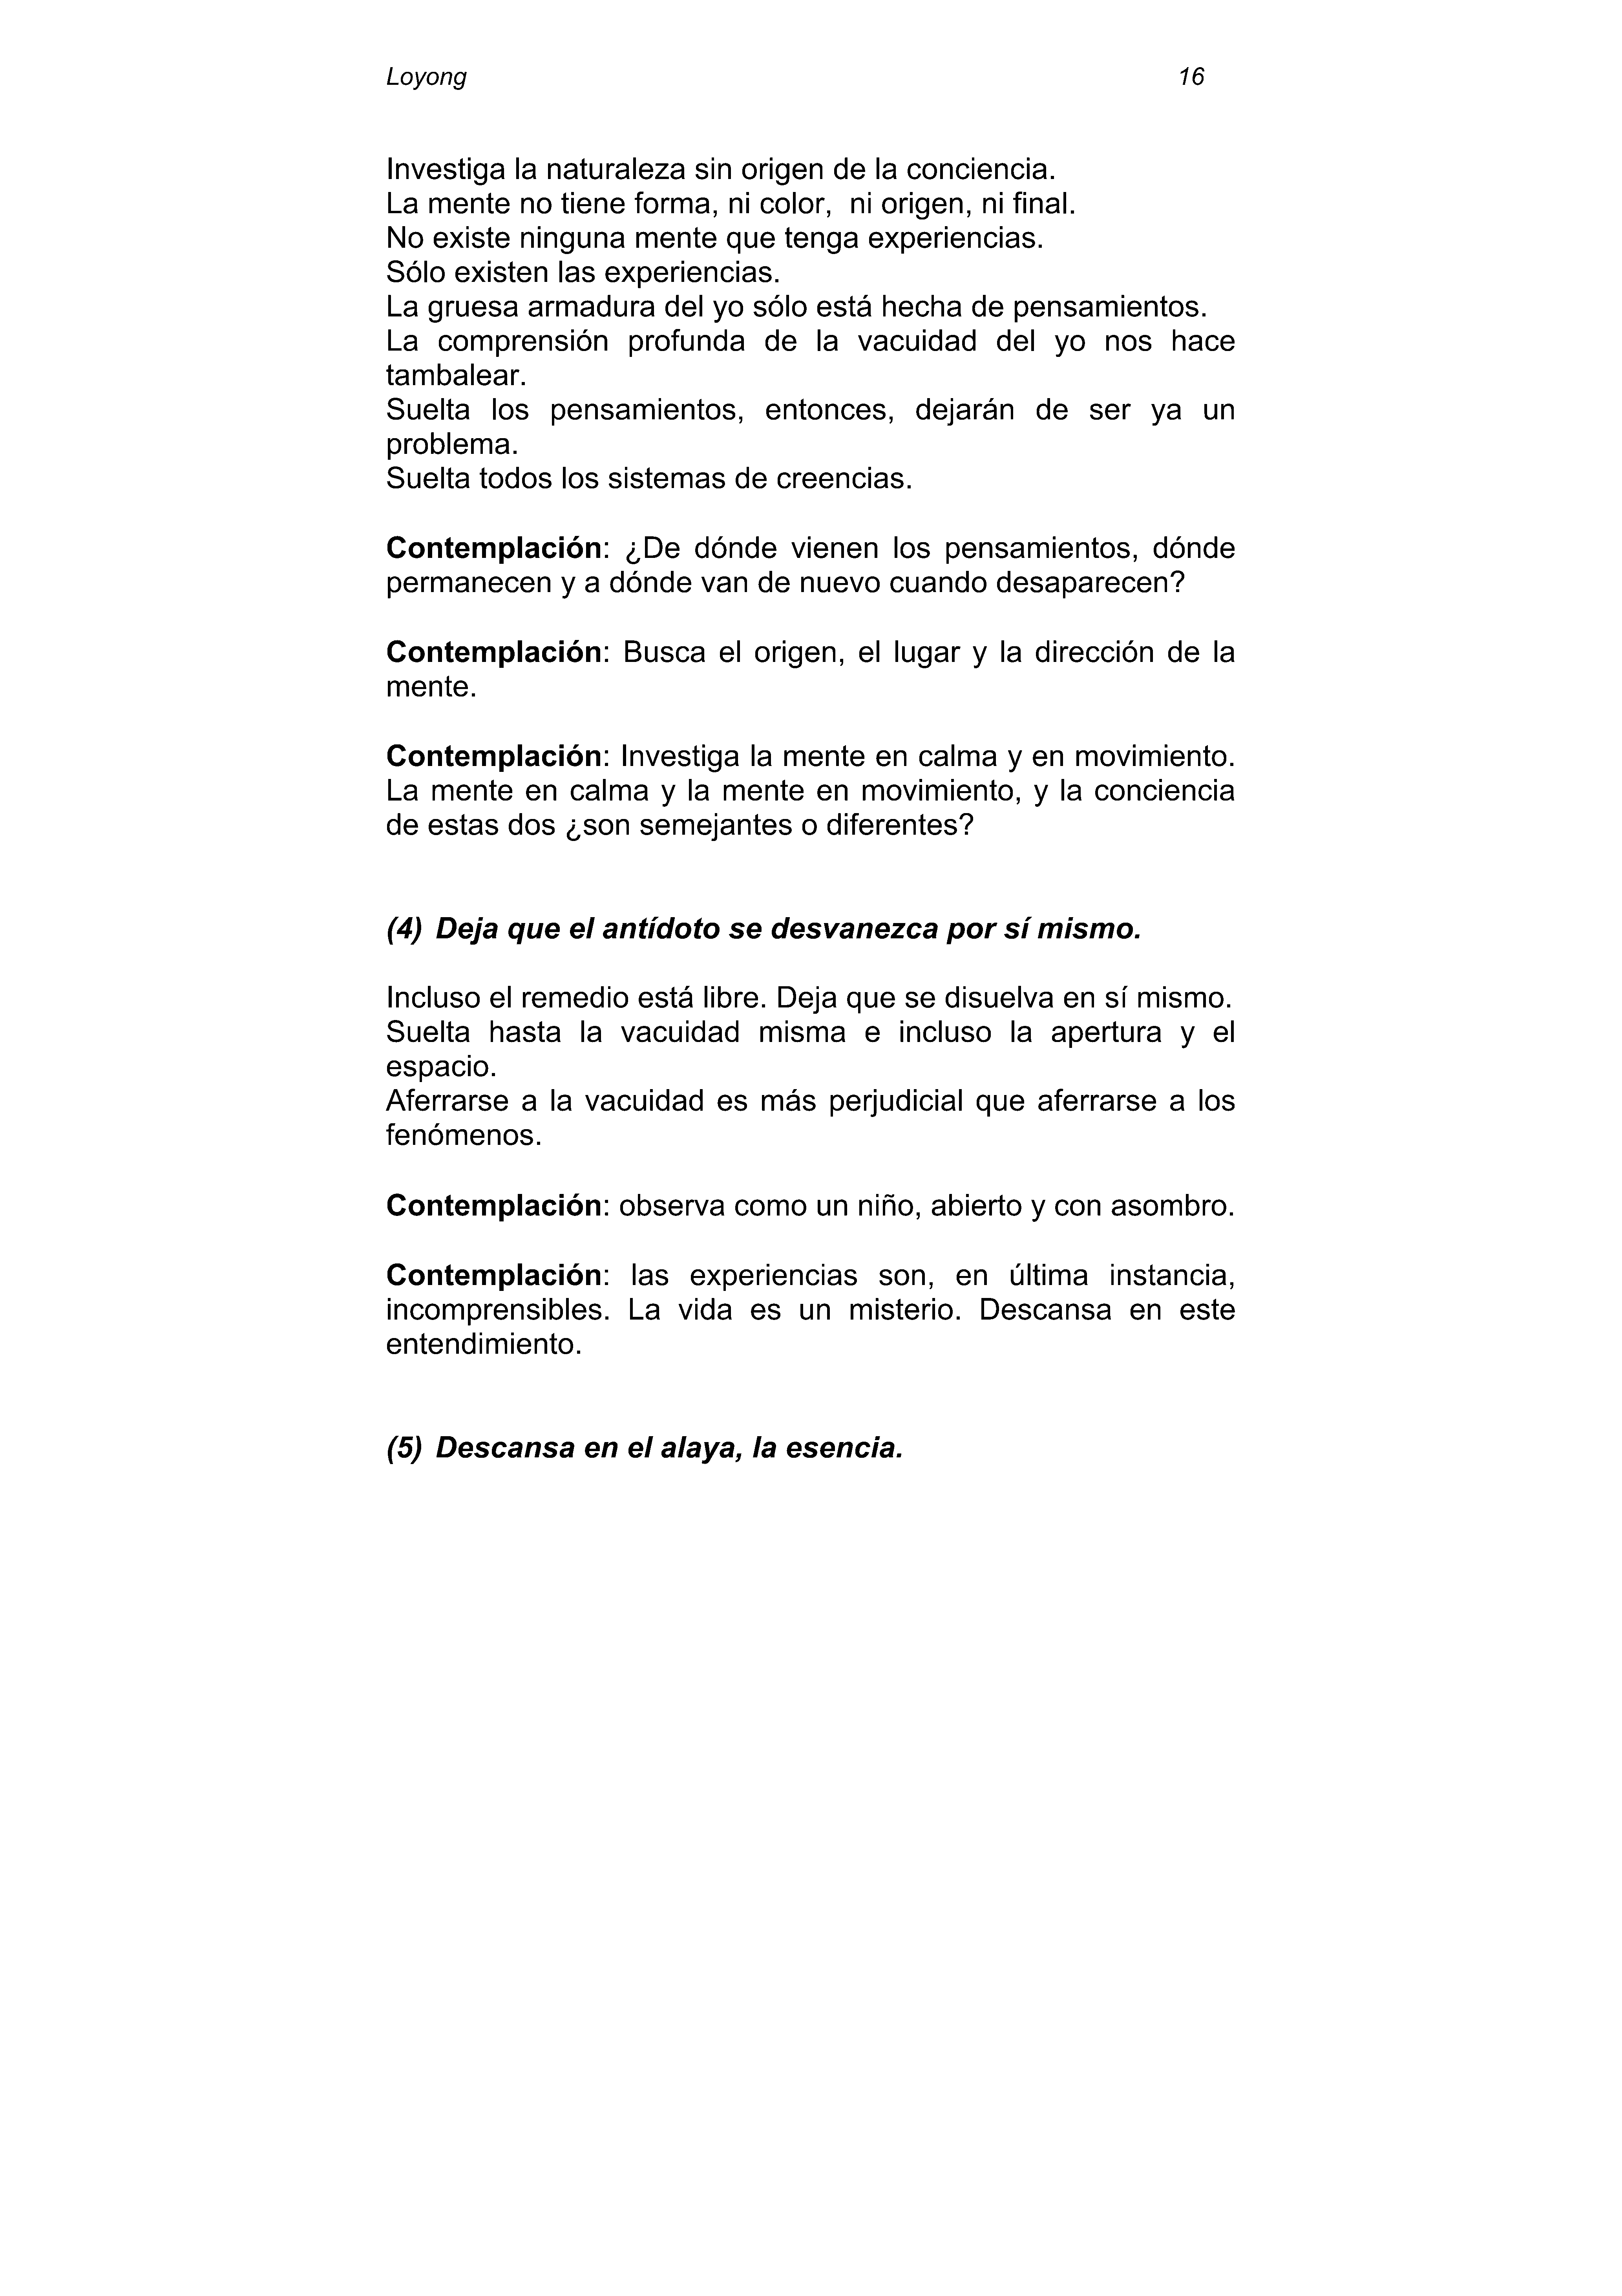 Loyong 16
Investiga la naturaleza sin origen de la conciencia.
La mente no tiene forma, ni color,  ni origen, ni final.
No existe ninguna mente que tenga experiencias.
Sólo existen las experiencias.
La gruesa armadura del yo sólo está hecha de pensamientos.
La comprensión profunda de la vacuidad del yo nos hace
tambalear.
Suelta los pensamientos, entonces, dejarán de ser ya un
problema.
Suelta todos los sistemas de creencias.
Contemplación: ¿De dónde vienen los pensamientos, dónde
permanecen y a dónde van de nuevo cuando desaparecen?
Contemplación: Busca el origen, el lugar y la dirección de la
mente.
Contemplación: Investiga la mente en calma y en movimiento.
La mente en calma y la mente en movimiento, y la conciencia
de estas dos ¿son semejantes o diferentes?
(4) Deja que el antídoto se desvanezca por sí mismo.
Incluso el remedio está libre. Deja que se disuelva en sí mismo.
Suelta hasta la vacuidad misma e incluso la apertura y el
espacio.
Aferrarse a la vacuidad es más perjudicial que aferrarse a los
fenómenos.
Contemplación: observa como un niño, abierto y con asombro.
Contemplación: las experiencias son, en última instancia,
incomprensibles. La vida es un misterio. Descansa en este
entendimiento.
(5) Descansa en el alaya, la esencia.